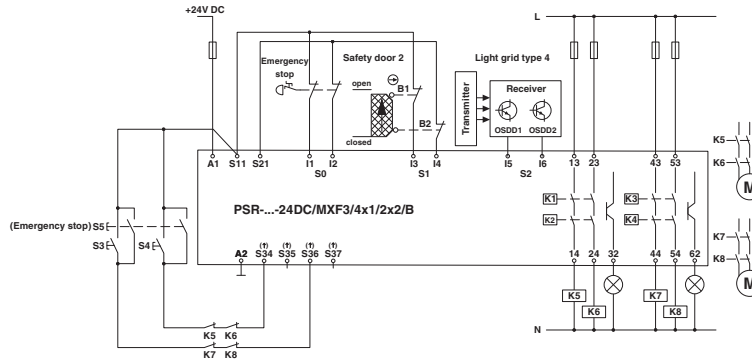 +24V DC
L
Emergency
stop
Safety door 2
Light grid type 4
open
closed
B1
B2
Transmitter
Receiver
OSDD1 OSDD2
K5
K6
M
A1 S11 S21 I1 I2 I3 I4 I5 I6 13 23 43 53
S0 S1 S2
PSR-...-24DC/MXF3/4x1/2x2/B
K1
K2
K3
K4
(Emergency stop) S5
S3 S4
K7
K8
M
(↑) (↑) (↑) (↑)
A2 S34 S35 S36 S37 14 24 32 44 54 62
K5 K7
K6 K8
K5 K6
K7 K8
N